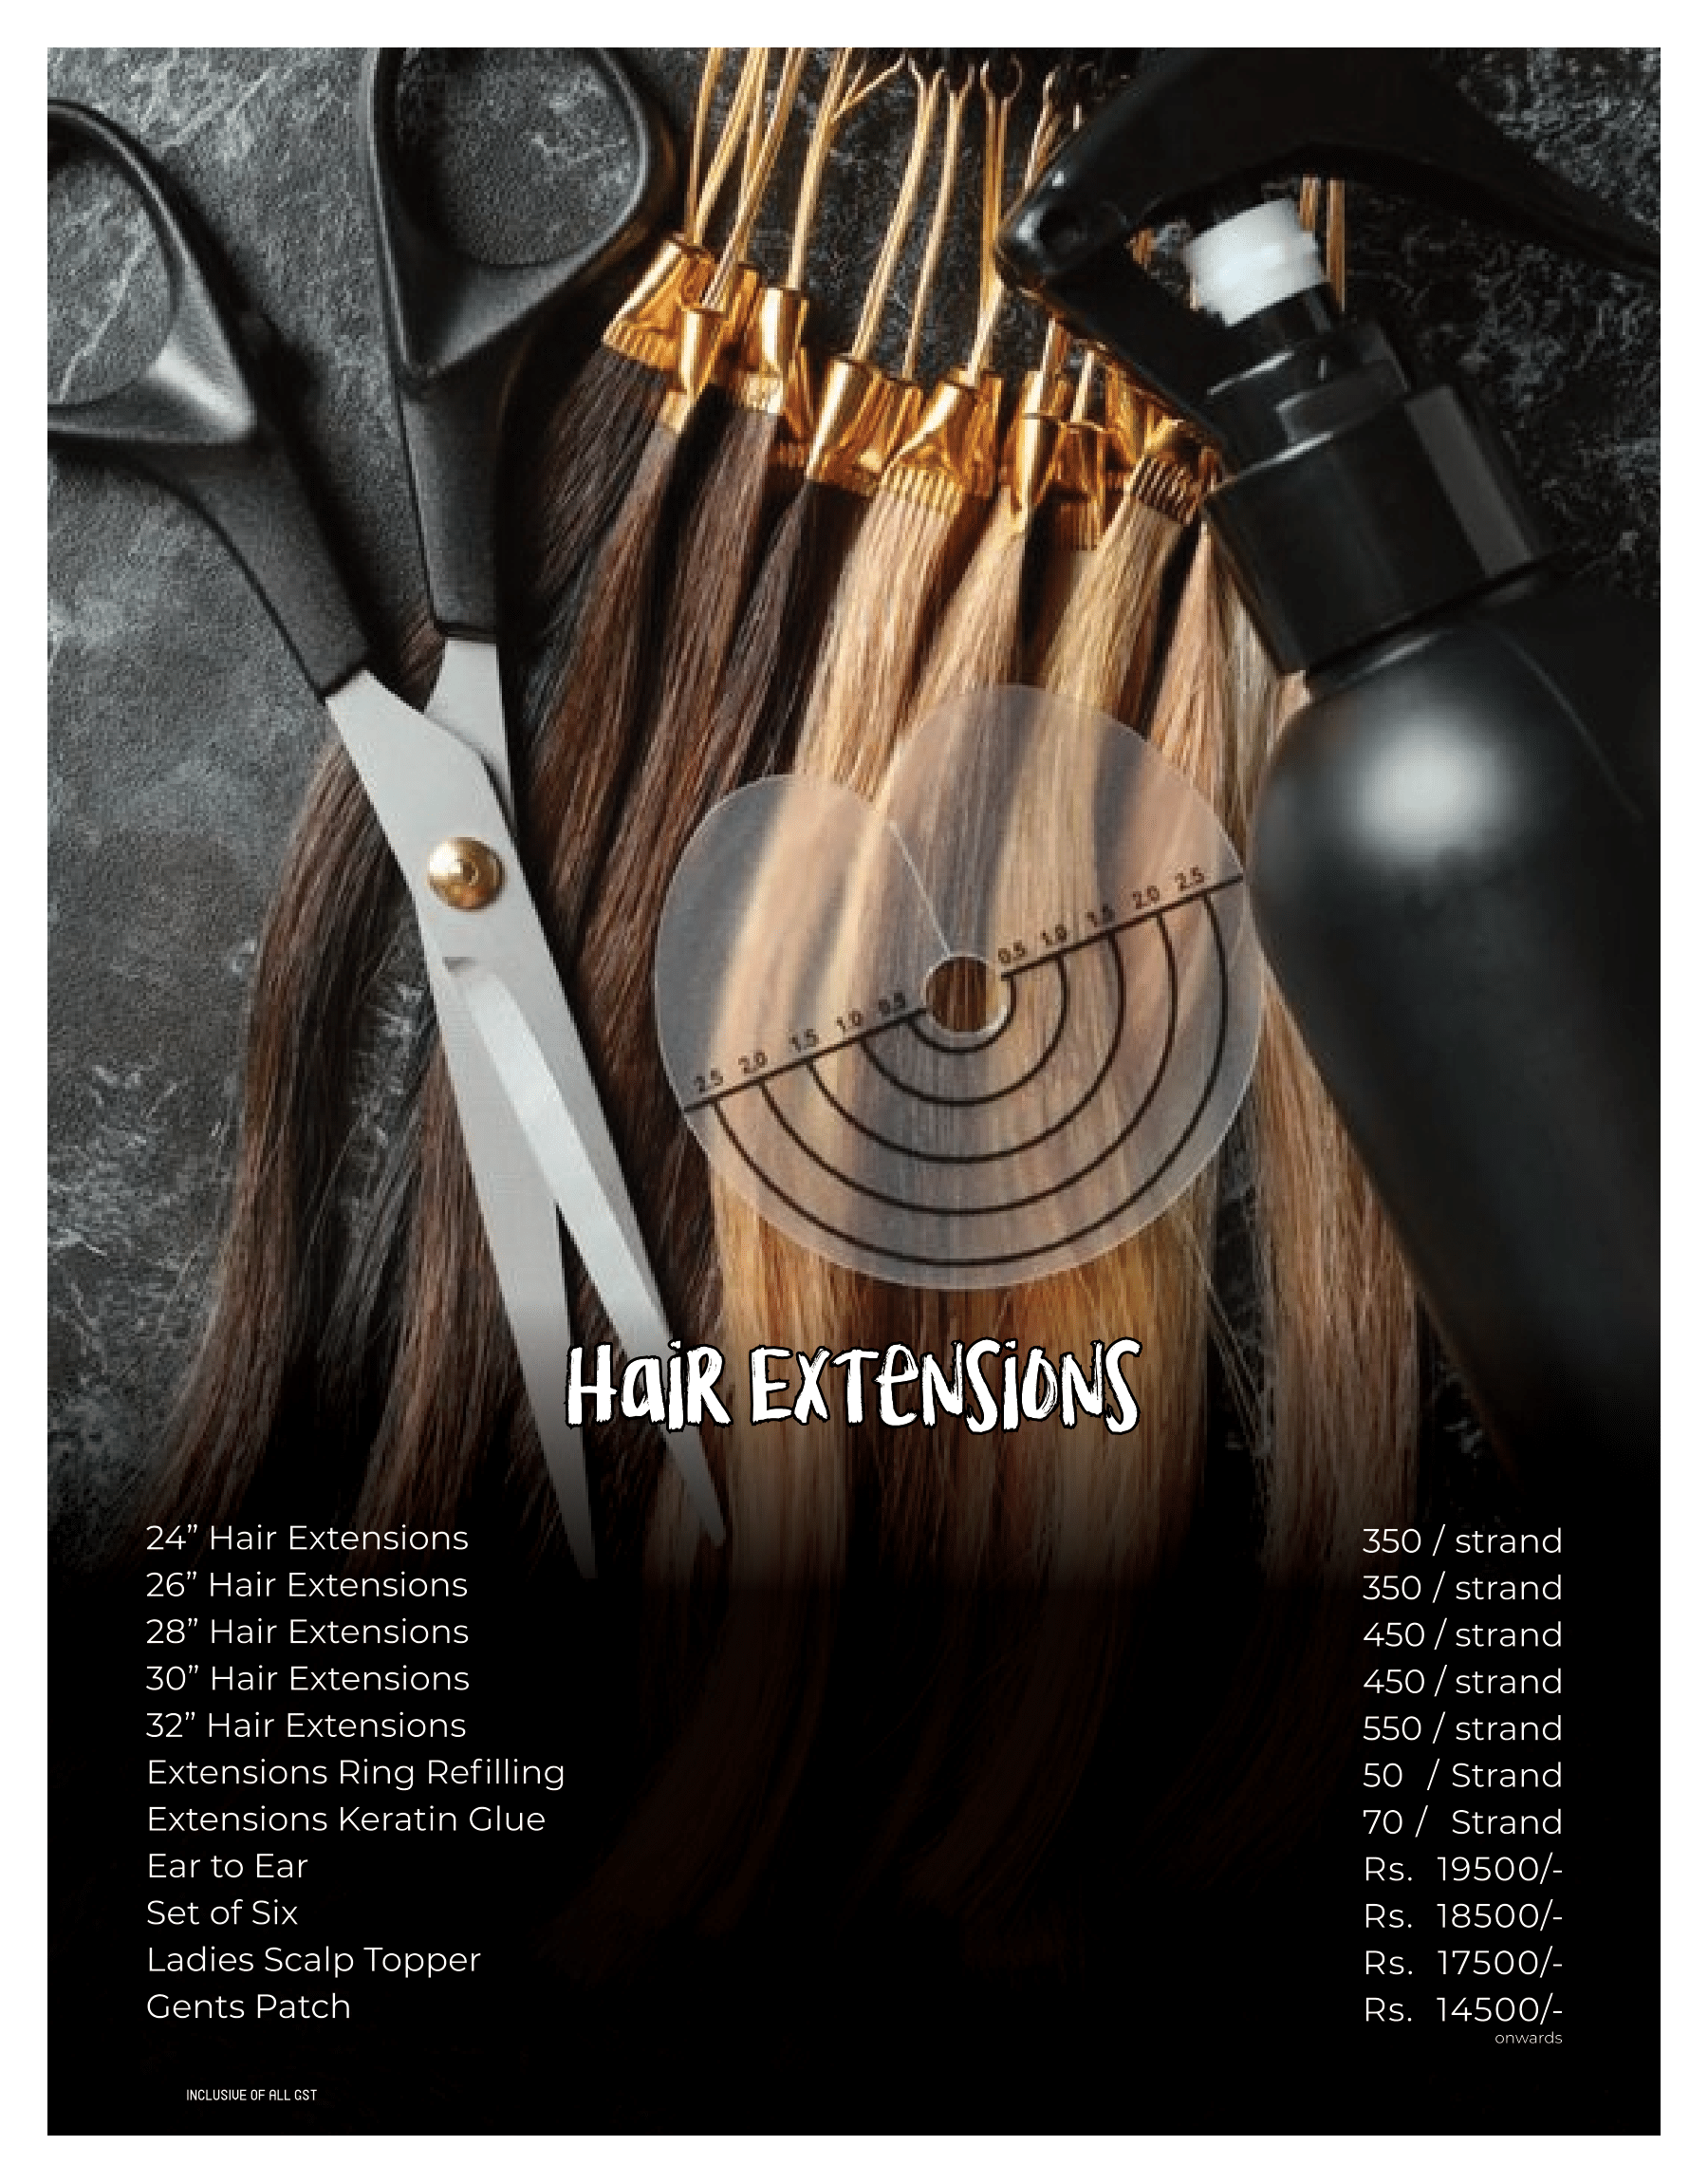 2.5 2.0 1.5 1.0 0.5 0.5 1.0 1.5 2.0 2.5
Hair Extensions
24” Hair Extensions 350 / strand
26” Hair Extensions 350 / strand
28” Hair Extensions 450 / strand
30” Hair Extensions 450 / strand
32” Hair Extensions 550 / strand
Extensions Ring Refilling 50 / Strand
Extensions Keratin Glue 70 / Strand
Ear to Ear Rs. 19500/-
Set of Six Rs. 18500/-
Ladies Scalp Topper Rs. 17500/-
Gents Patch Rs. 14500/-
onwards
INCLUSIVE OF ALL GST